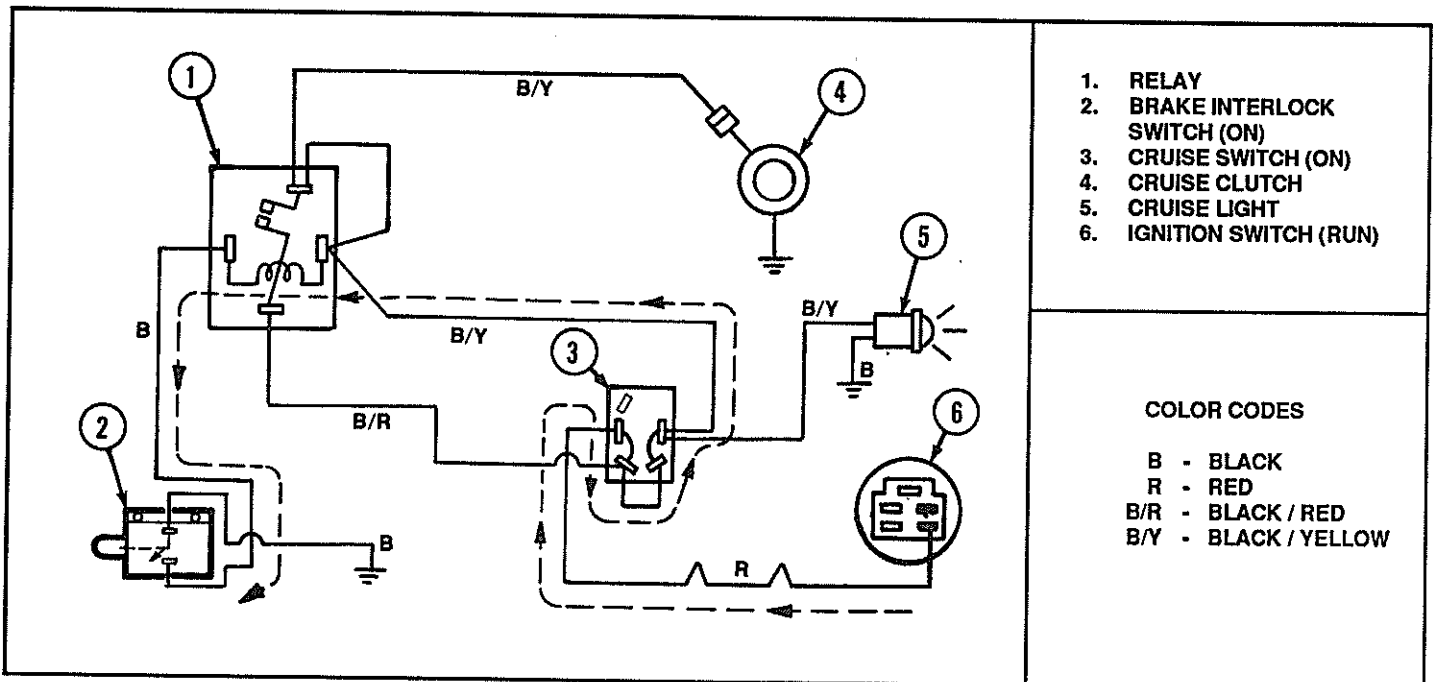 1
B/Y
4
B
B/Y
B/Y
5
3
B
B/R
6
2
B
R
1. RELAY
2. BRAKE INTERLOCK
SWITCH (ON)
3. CRUISE SWITCH (ON)
4. CRUISE CLUTCH
5. CRUISE LIGHT
6. IGNITION SWITCH (RUN)
COLOR CODES
B - BLACK
R - RED
B/R - BLACK / RED
B/Y - BLACK / YELLOW